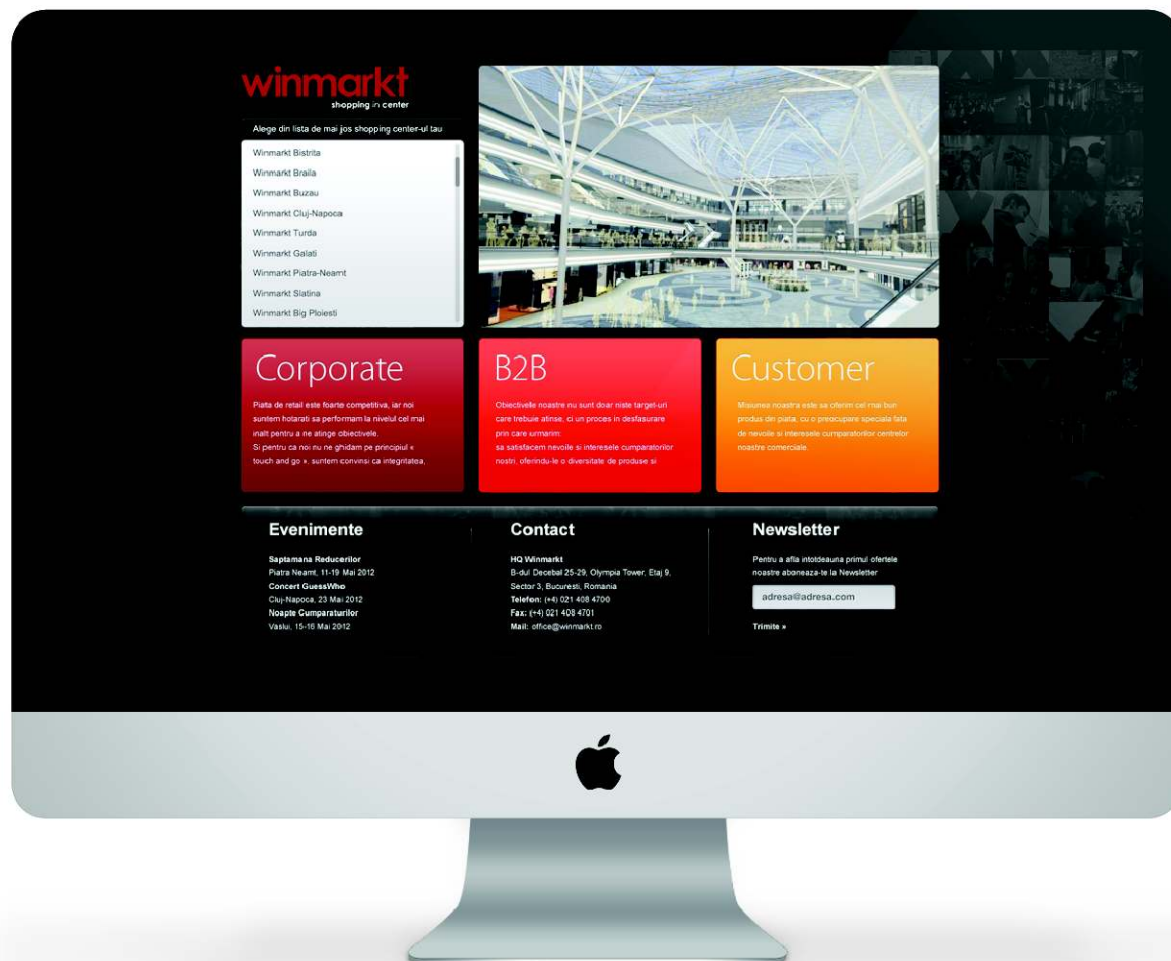 winmarkt
shopping in center
Alege din lista de mai jos shopping center-ul tau
Winmarkt Bistrita
Winmarkt Braila
Winmarkt Buzau
Winmarkt Cluj-Napoca
Winmarkt Turda
Winmarkt Galati
Winmarkt Piatra-Neamt
Winmarkt Slatina
Winmarkt Big Ploiesti
Corporate
Piata de retail este foarte competitiva, iar noi
suntem hotarati sa performam la nivelul cel mai
inalt pentru a ne atinge obiectivele.
Si pentru ca noi nu ne ghidam pe principiul «
touch and go », suntem convinsi ca integritatea,
B2B
Obiectivelle noastre nu sunt doar niste target-uri
care trebuie atinse, ci un proces in desfasurare
prin care urmarim:
sa satisfacem nevoile si interesele cumparatorilor
nostri, oferindu-le o diversitate de produse si
Customer
Misiunea noastra este sa oferim cel mai bun
produs din piata, cu o preocupare speciala fata
de nevoile si interesele cumparatorilor centrelor
noastre comerciale.
Evenimente
Saptamana Reducerilor
Piatra Neamt, 11-19 Mai 2012
Concert GuessWho
Cluj-Napoca, 23 Mai 2012
Noapte Cumparaturilor
Vaslui, 15-16 Mai 2012
Contact
HQ Winmarkt
B-dul Decebal 25-29, Olympia Tower, Etaj 9,
Sector 3, Bucuresti, Romania
Telefon: (+4) 021 408 4700
Fax: (+4) 021 408 4701
Mail: office@winmarkt.ro
Newsletter
Pentru a afla intotdeauna primul ofertele
noastre aboneaza-te la Newsletter
adresa@adresa.com
Trimite »